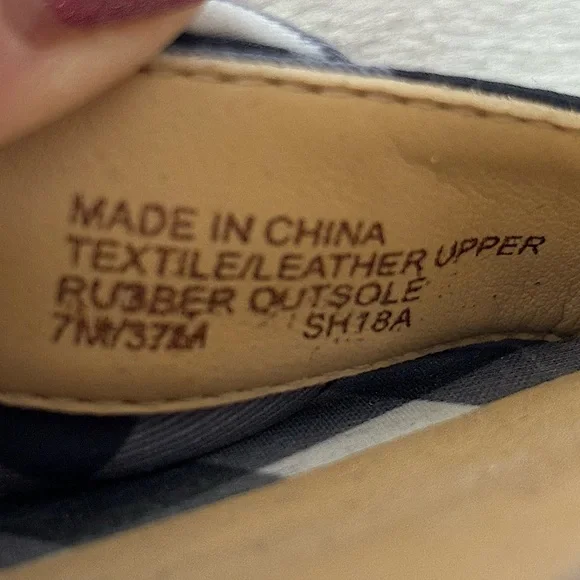 MADE IN CHINA
TEXTILE/LEATHER UPPER
RUBBER OUTSOLE
SH18A